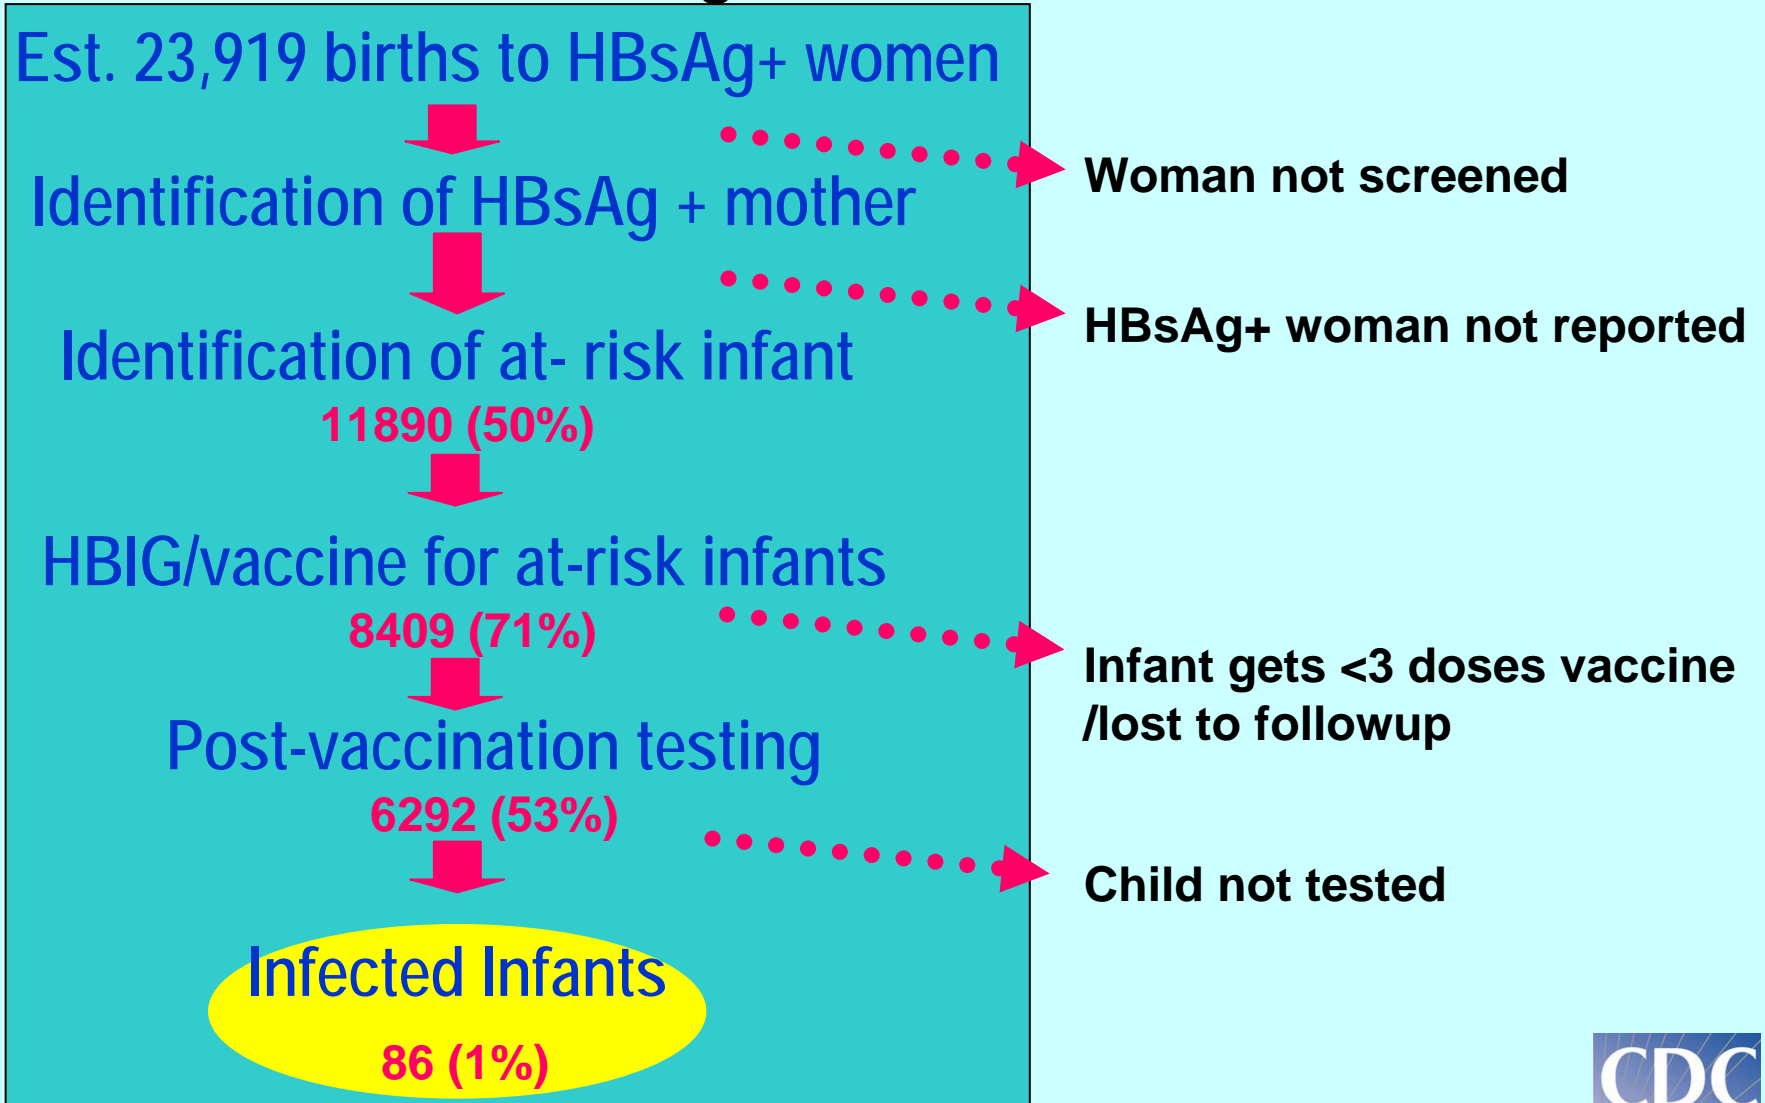 Est. 23,919 births to HBsAg+ women
Identification of HBsAg + mother
Woman not screened
Identification of at- risk infant
11890 (50%)
HBsAg+ woman not reported
HBIG/vaccine for at-risk infants
8409 (71%)
Infant gets <3 doses vaccine
/lost to followup
Post-vaccination testing
6292 (53%)
Child not tested
Infected Infants
86 (1%)
CDC